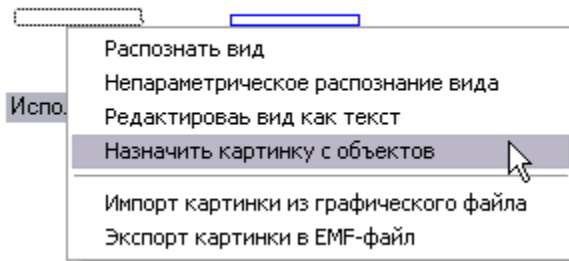 Распознать вид
Непараметрическое распознание вида
Испо.
Редактироваь вид как текст
Назначить картинку с объектов
Импорт картинки из графического файла
Экспорт картинки в EMF-файл